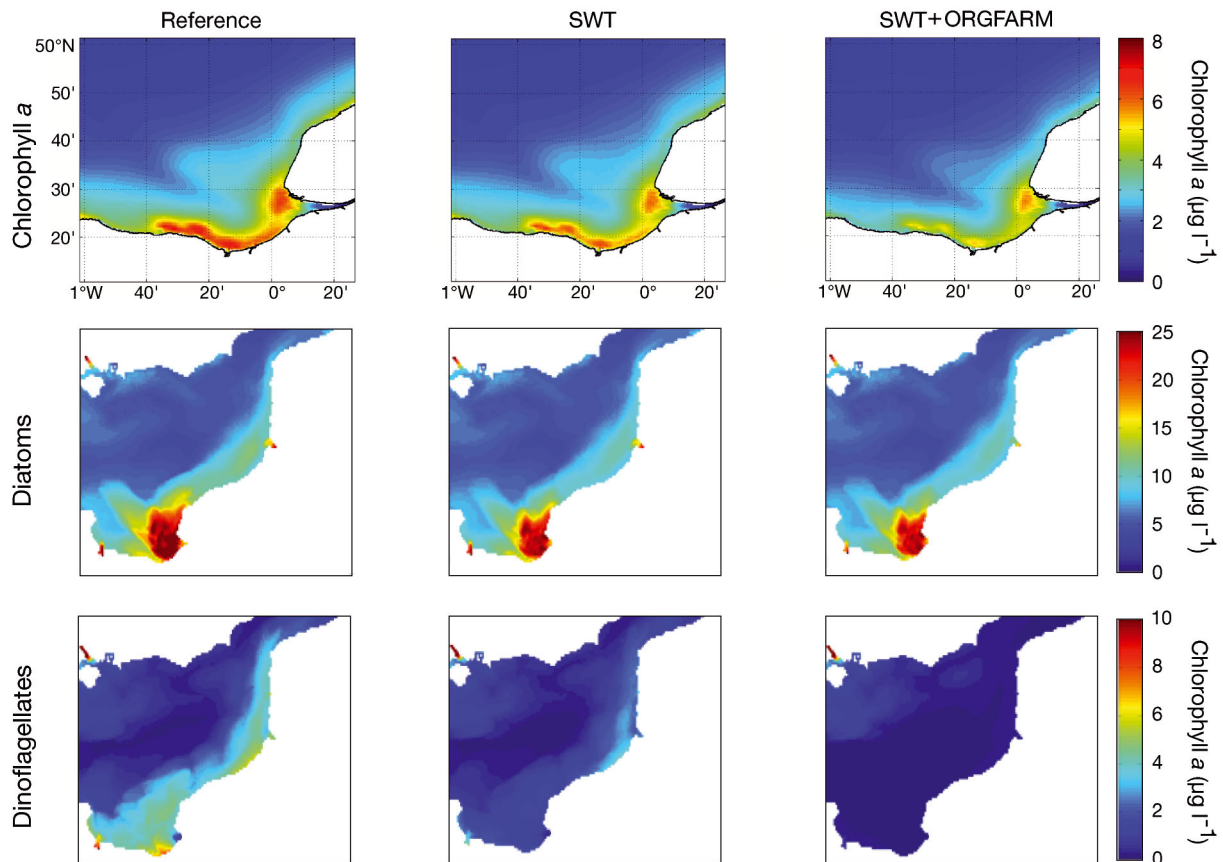 Reference SWT SWT+ORGFARM
Chlorophyll a
50°N
50'
40'
30'
20'
1°W 40' 20' 0° 20'
1°W 40' 20' 0° 20'
1°W 40' 20' 0° 20'
8
6
4
2
0
Chlorophyll a (µg l⁻¹)
Diatoms
25
20
15
10
5
0
Chlorophyll a (µg l⁻¹)
Dinoflagellates
10
8
6
4
2
0
Chlorophyll a (µg l⁻¹)